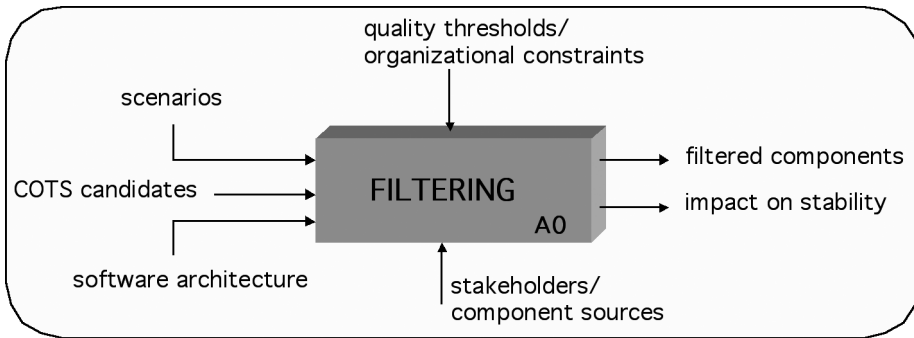 quality thresholds/
organizational constraints
scenarios
COTS candidates
software architecture
FILTERING
A0
filtered components
impact on stability
stakeholders/
component sources